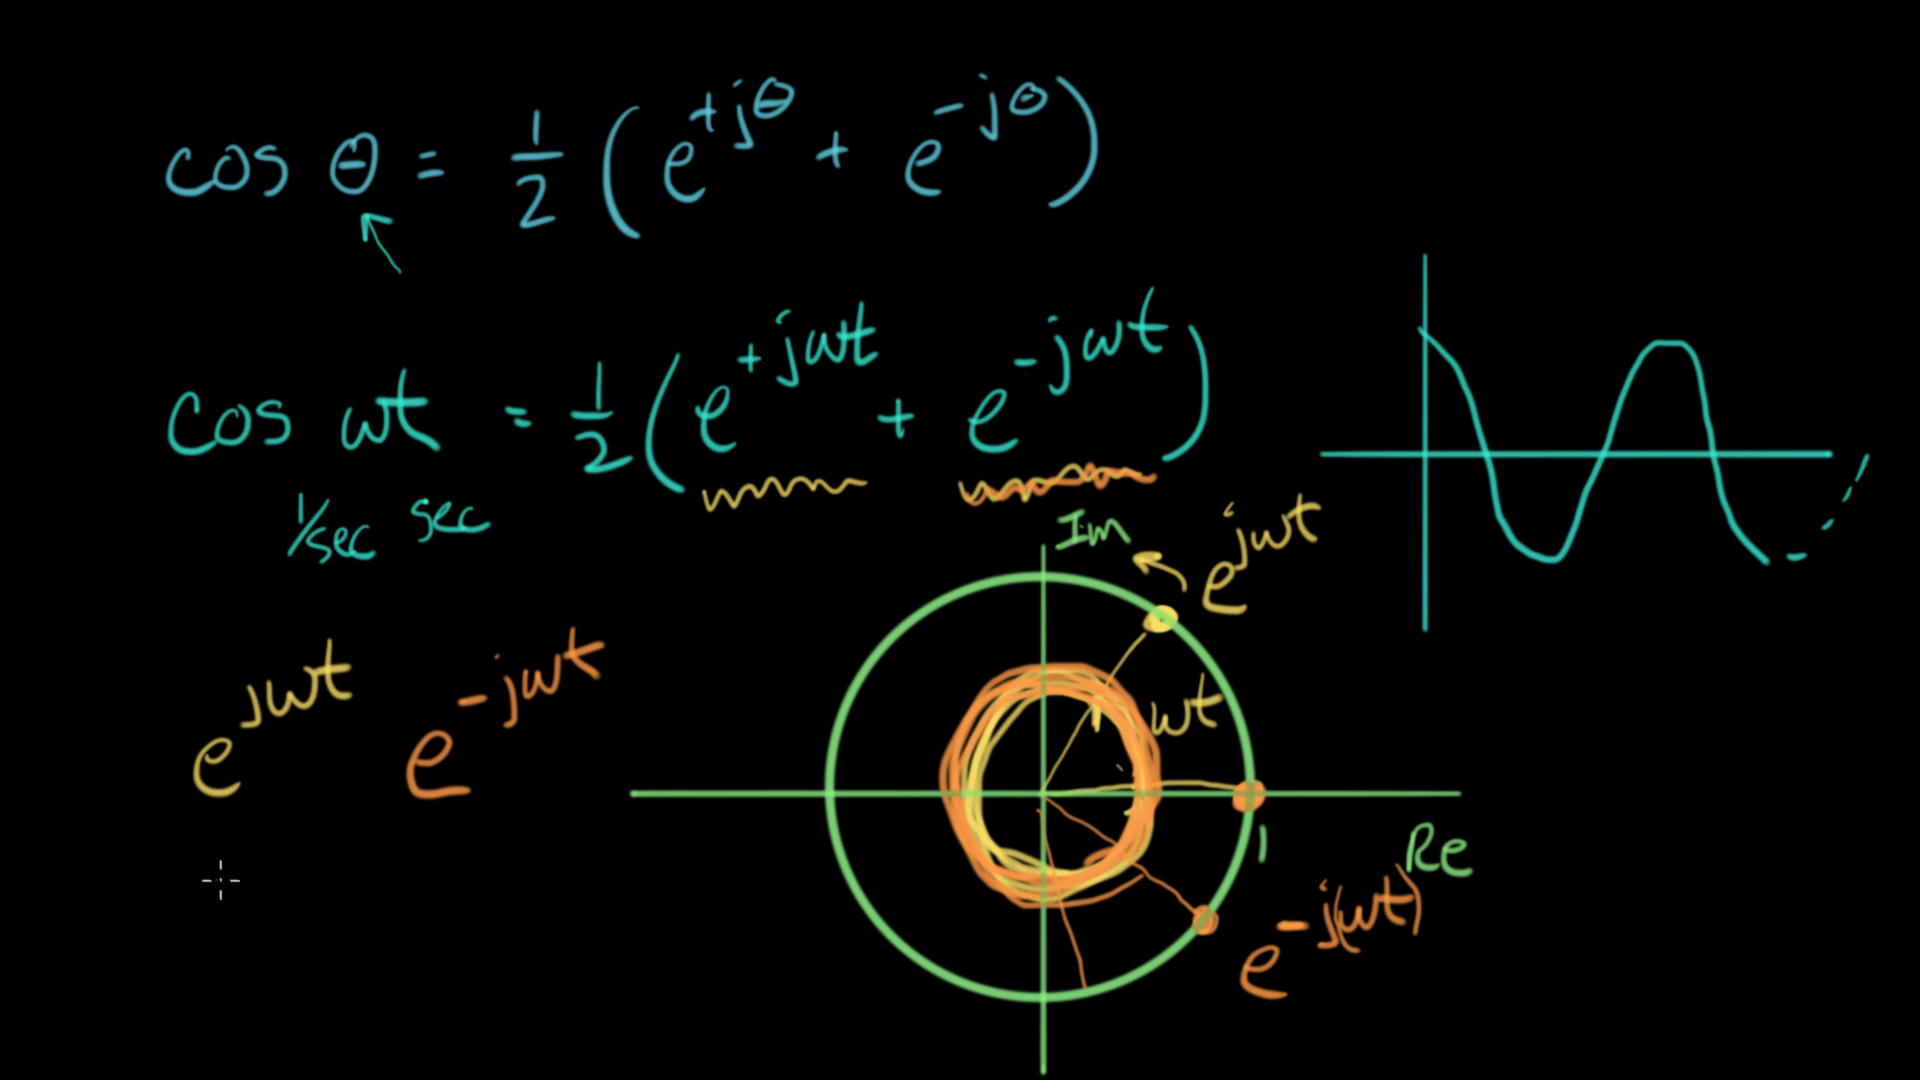 cos θ = 1/2 (e^{+jθ} + e^{-jθ})
cos ωt = 1/2 (e^{+jωt} + e^{-jωt})
1/sec sec
Im
e^{jωt}
e^{jωt} e^{-jωt}
ωt
1
Re
e^{-j(ωt)}